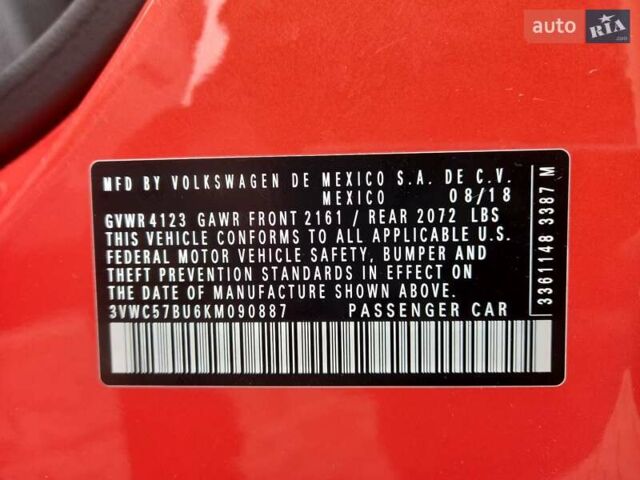 auto.
RIA
.com
MFD BY VOLKSWAGEN DE MEXICO S.A. DE C.V.
MEXICO 08/18
GVWR 4123 GAWR FRONT 2161 / REAR 2072 LBS
THIS VEHICLE CONFORMS TO ALL APPLICABLE U.S.
FEDERAL MOTOR VEHICLE SAFETY, BUMPER AND
THEFT PREVENTION STANDARDS IN EFFECT ON
THE DATE OF MANUFACTURE SHOWN ABOVE.
3VWC57BU6KM090887 PASSENGER CAR
3361148 3387 M